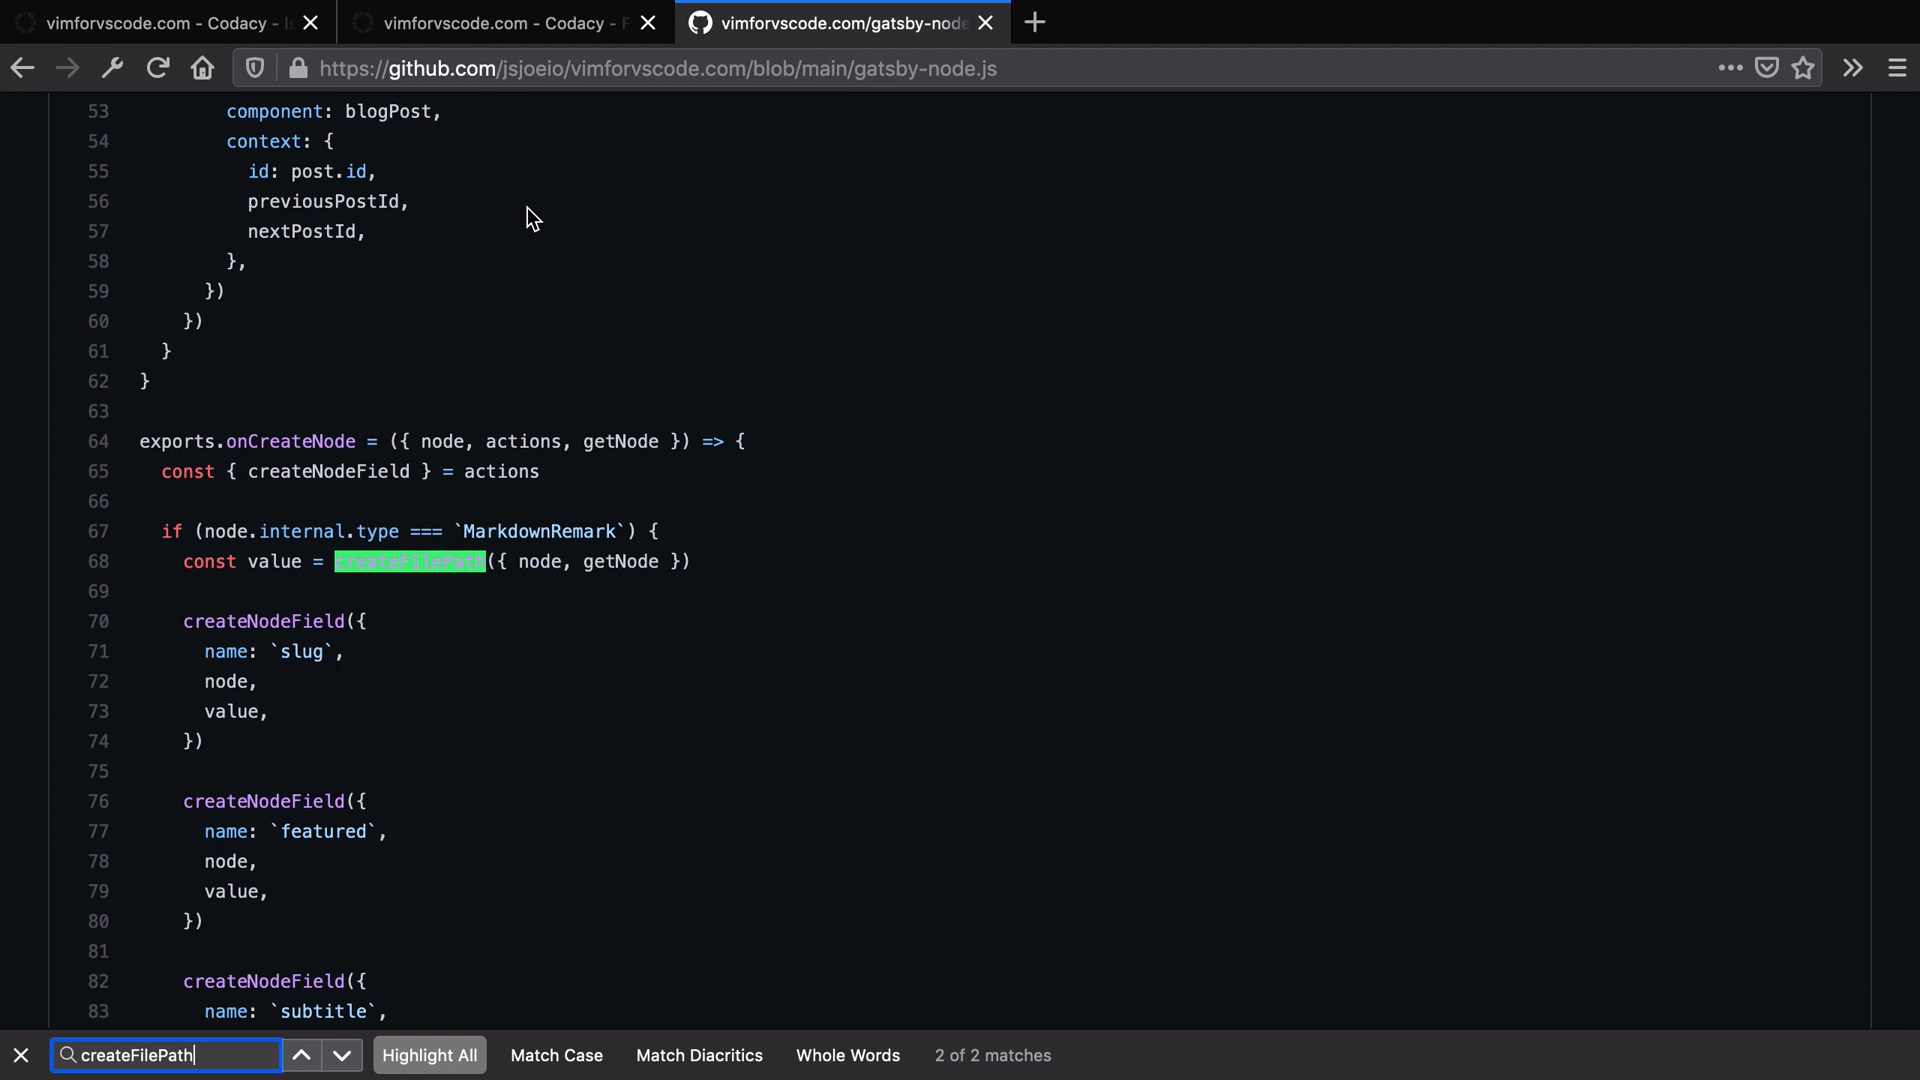 vimforvscode.com - Codacy - Is
vimforvscode.com - Codacy - F
vimforvscode.com/gatsby-node
https://github.com/jsjoeio/vimforvscode.com/blob/main/gatsby-node.js
53 component: blogPost,
54 context: {
55 id: post.id,
56 previousPostId,
57 nextPostId,
58 },
59 })
60 })
61 }
62 }
63
64 exports.onCreateNode = ({ node, actions, getNode }) => {
65 const { createNodeField } = actions
66
67 if (node.internal.type === `MarkdownRemark`) {
68 const value = createFilePath({ node, getNode })
69
70 createNodeField({
71 name: `slug`,
72 node,
73 value,
74 })
75
76 createNodeField({
77 name: `featured`,
78 node,
79 value,
80 })
81
82 createNodeField({
83 name: `subtitle`,
createFilePath
Highlight All
Match Case
Match Diacritics
Whole Words
2 of 2 matches